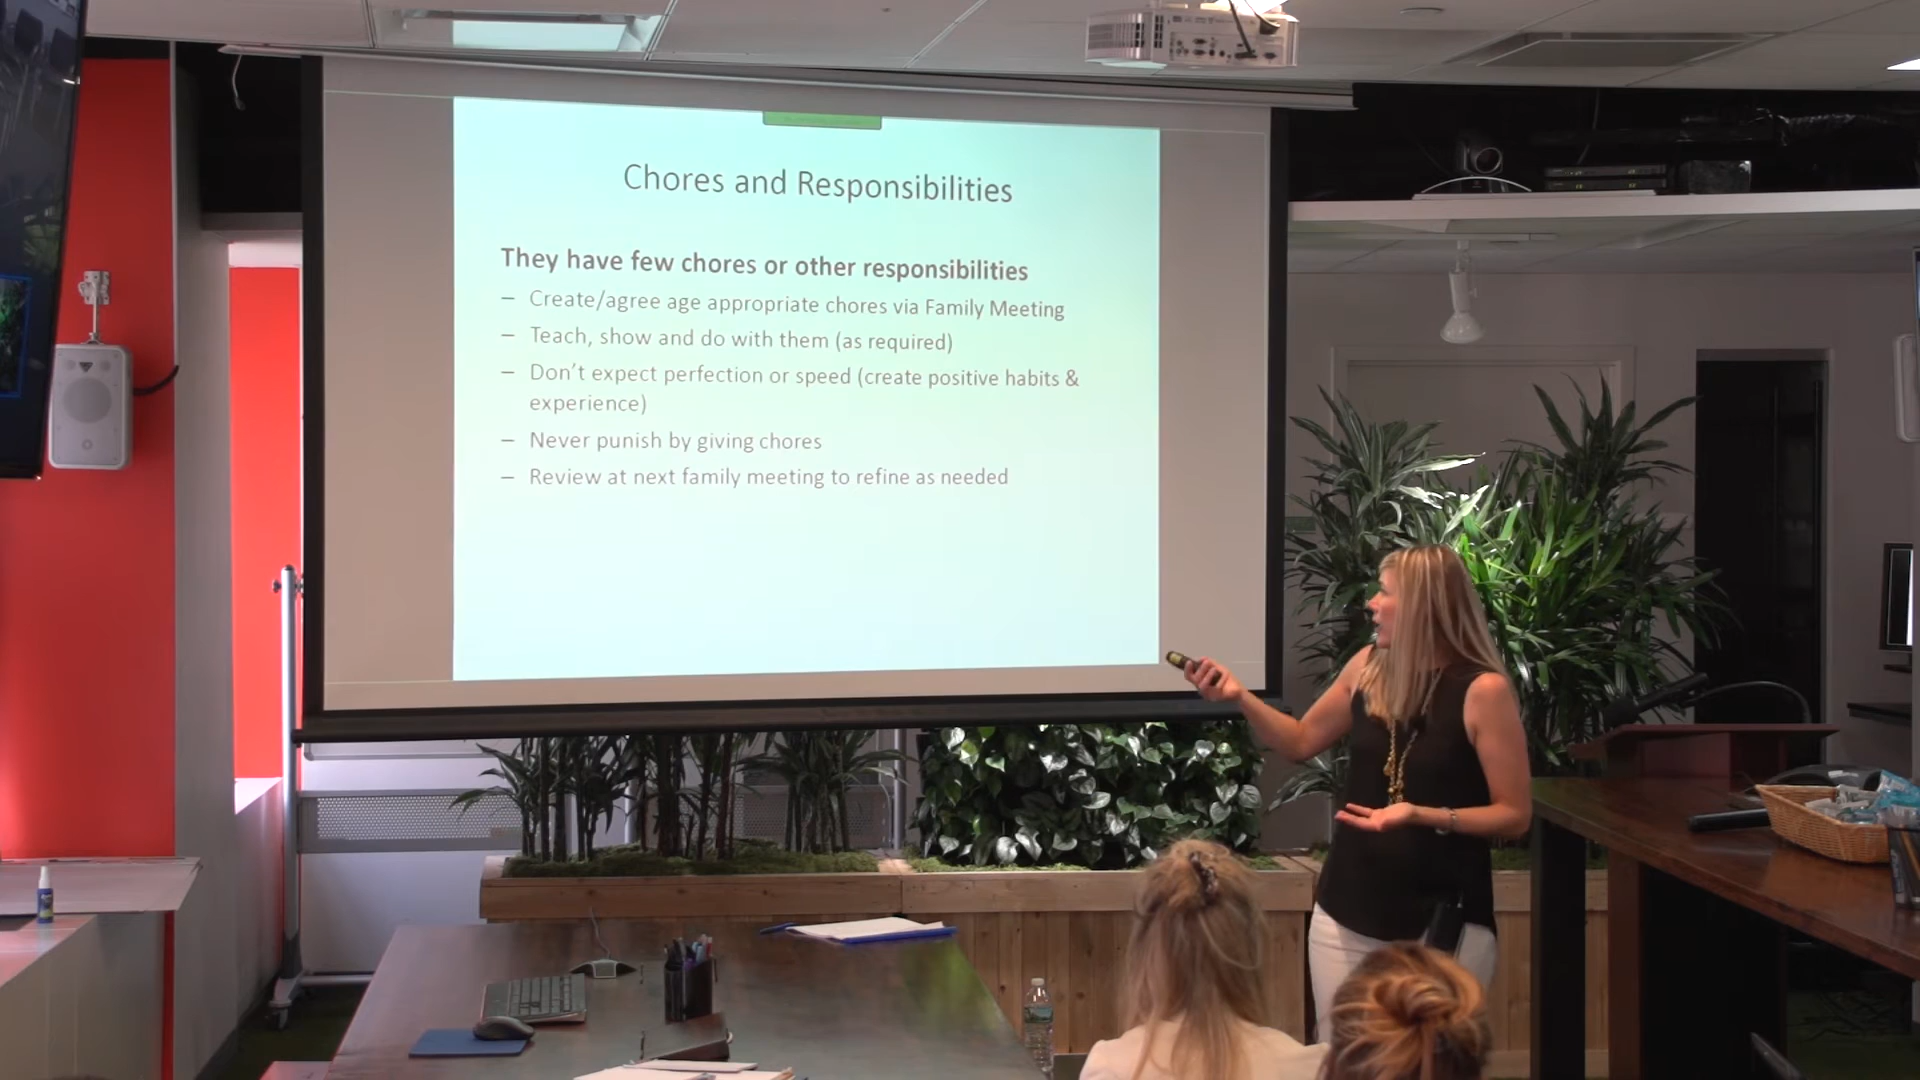 Chores and Responsibilities
They have few chores or other responsibilities
– Create/agree age appropriate chores via Family Meeting
– Teach, show and do with them (as required)
– Don't expect perfection or speed (create positive habits &
experience)
– Never punish by giving chores
– Review at next family meeting to refine as needed